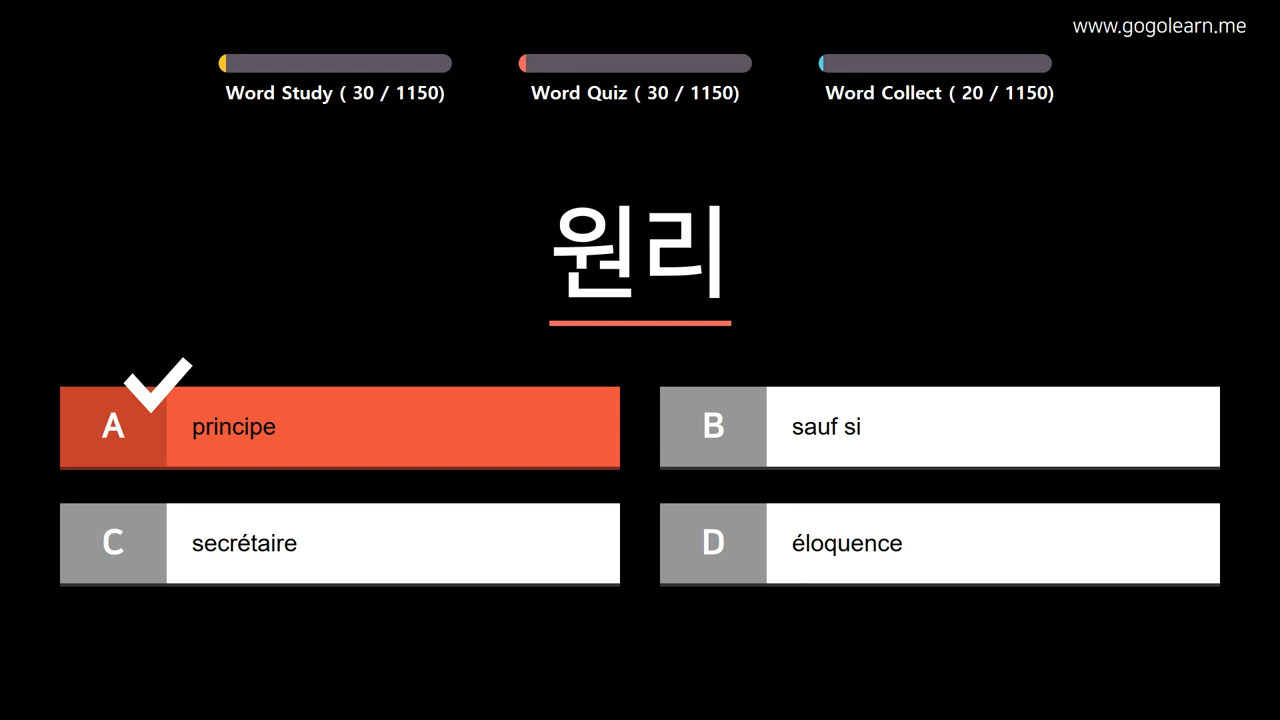 www.gogolearn.me
Word Study ( 30 / 1150)
Word Quiz ( 30 / 1150)
Word Collect ( 20 / 1150)
원리
A principe
B sauf si
C secrétaire
D éloquence